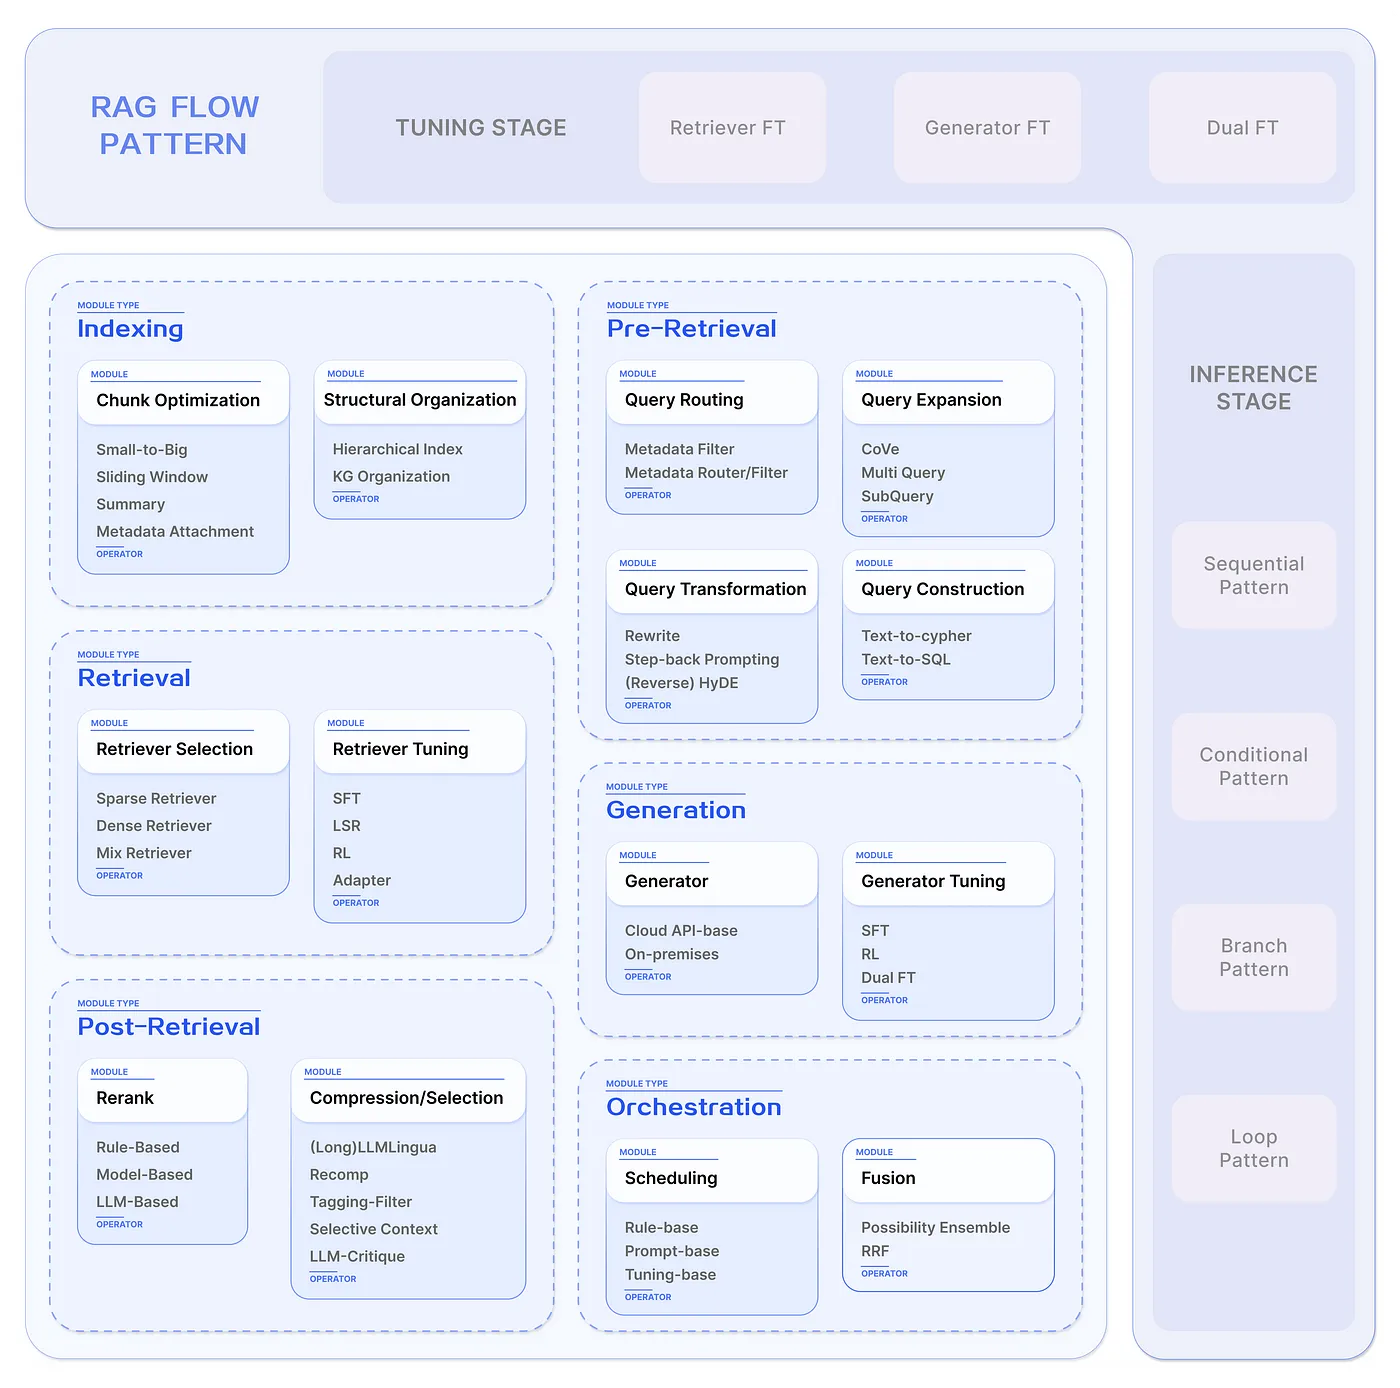 RAG FLOW
PATTERN
TUNING STAGE
Retriever FT
Generator FT
Dual FT
MODULE TYPE
Indexing
MODULE
Chunk Optimization
Small-to-Big
Sliding Window
Summary
Metadata Attachment
OPERATOR
MODULE
Structural Organization
Hierarchical Index
KG Organization
OPERATOR
MODULE TYPE
Pre-Retrieval
MODULE
Query Routing
Metadata Filter
Metadata Router/Filter
OPERATOR
MODULE
Query Expansion
CoVe
Multi Query
SubQuery
OPERATOR
MODULE
Query Transformation
Rewrite
Step-back Prompting
(Reverse) HyDE
OPERATOR
MODULE
Query Construction
Text-to-cypher
Text-to-SQL
OPERATOR
MODULE TYPE
Retrieval
MODULE
Retriever Selection
Sparse Retriever
Dense Retriever
Mix Retriever
OPERATOR
MODULE
Retriever Tuning
SFT
LSR
RL
Adapter
OPERATOR
MODULE TYPE
Generation
MODULE
Generator
Cloud API-base
On-premises
OPERATOR
MODULE
Generator Tuning
SFT
RL
Dual FT
OPERATOR
MODULE TYPE
Post-Retrieval
MODULE
Rerank
Rule-Based
Model-Based
LLM-Based
OPERATOR
MODULE
Compression/Selection
(Long)LLMLingua
Recomp
Tagging-Filter
Selective Context
LLM-Critique
OPERATOR
MODULE TYPE
Orchestration
MODULE
Scheduling
Rule-base
Prompt-base
Tuning-base
OPERATOR
MODULE
Fusion
Possibility Ensemble
RRF
OPERATOR
INFERENCE
STAGE
Sequential
Pattern
Conditional
Pattern
Branch
Pattern
Loop
Pattern